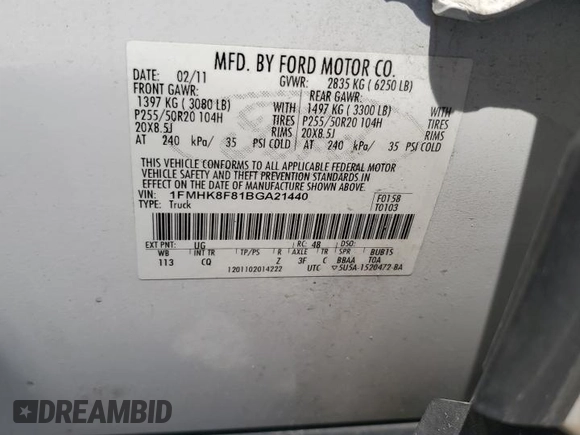 MFD. BY FORD MOTOR CO.
DATE: 02/11 GVWR: 2835 KG ( 6250 LB)
FRONT GAWR: REAR GAWR:
1397 KG ( 3080 LB) WITH 1497 KG ( 3300 LB) WITH
P255/50R20 104H TIRES P255/50R20 104H TIRES
20X8.5J RIMS 20X8.5J RIMS
AT 240 kPa/ 35 PSI COLD AT 240 kPa/ 35 PSI COLD
THIS VEHICLE CONFORMS TO ALL APPLICABLE FEDERAL MOTOR
VEHICLE SAFETY AND THEFT PREVENTION STANDARDS IN
EFFECT ON THE DATE OF MANUFACTURE SHOWN ABOVE.
VIN: 1FMHK8F81BGA21440 F0158
TYPE: Truck T0103
EXT PNT: UG RC: 48 DSO:
WB INT TR TP/PS R AX TR SPR BUB1S
113 CQ Z 3F C BBAA TOA
1201102014222 UTC ▽5U5A-1520472-BA
DREAMBID